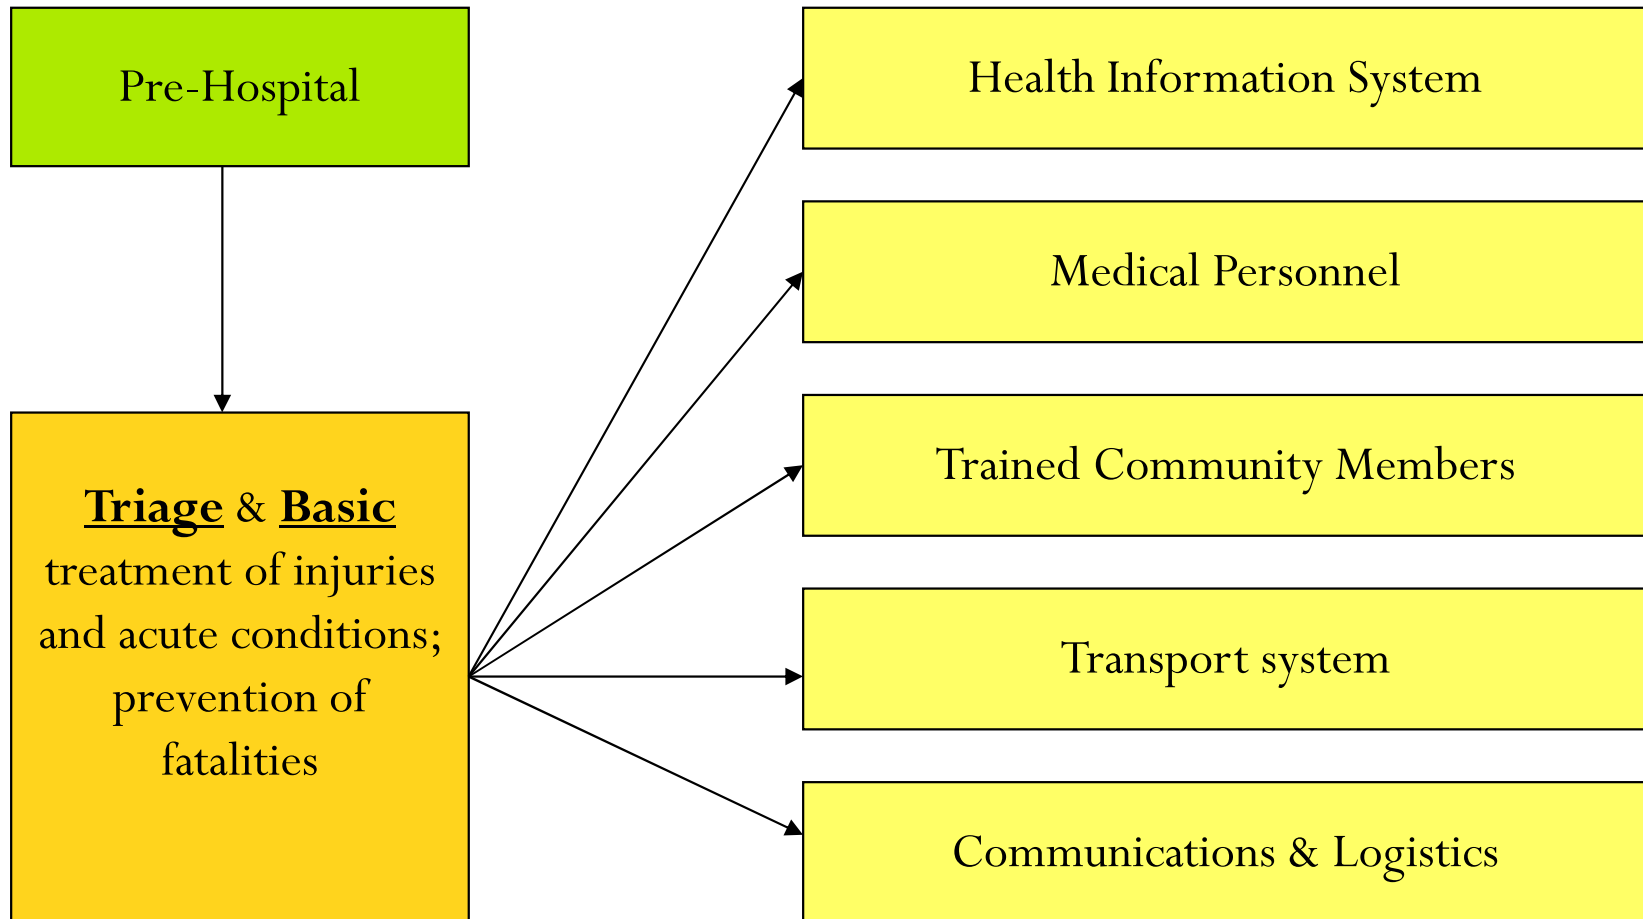 Pre-Hospital
Triage & Basic
treatment of injuries
and acute conditions;
prevention of
fatalities
Health Information System
Medical Personnel
Trained Community Members
Transport system
Communications & Logistics